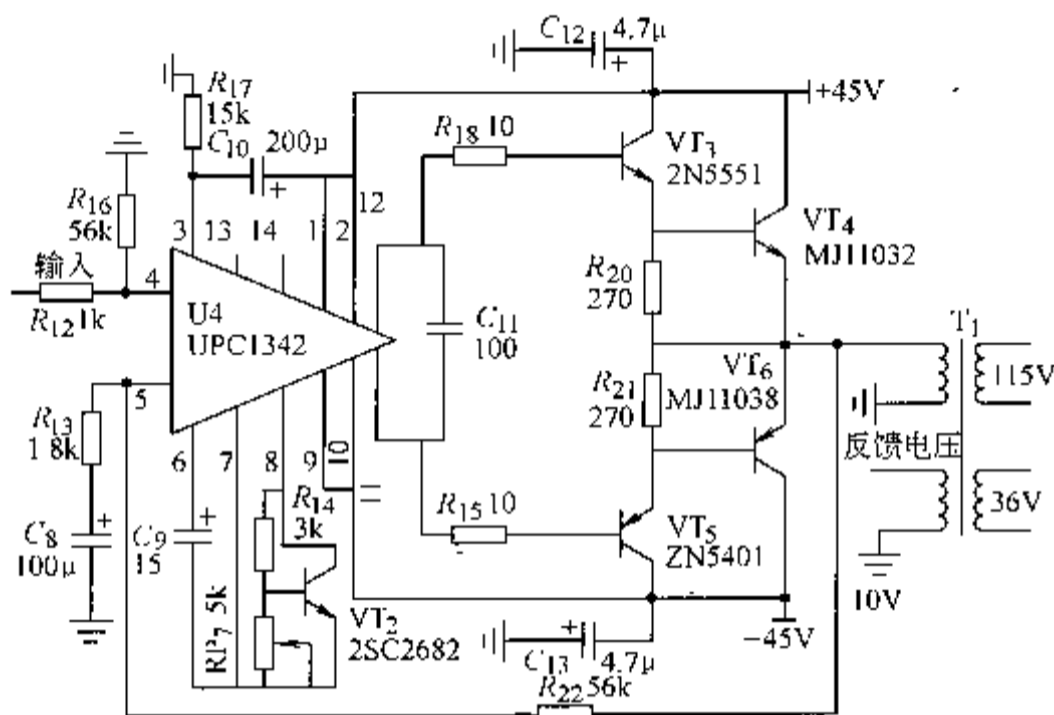 C12
4.7μ
+
+45V
R17
15k
C10
200μ
+
R18 10
VT3
2N5551
12
R16
56k
3
13
14
1
2
VT4
MJ11032
输入
4
R12 1k
U4
UPC1342
C11
100
R20
270
T1
115V
VT6
MJ11038
R21
270
5
R13
1 8k
反馈电压
6
7
8
9
10
R14
3k
R15 10
36V
C8
100μ
+
C9
15
+
VT5
ZN5401
10V
RP7 5k
VT2
2SC2682
-45V
C13
+
4.7μ
R22 56k